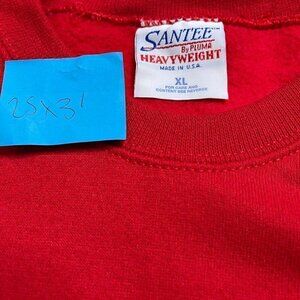 SANTEE
By PLUMA
HEAVYWEIGHT
MADE IN U.S.A.
XL
FOR CARE AND
CONTENT SEE REVERSE
25x31